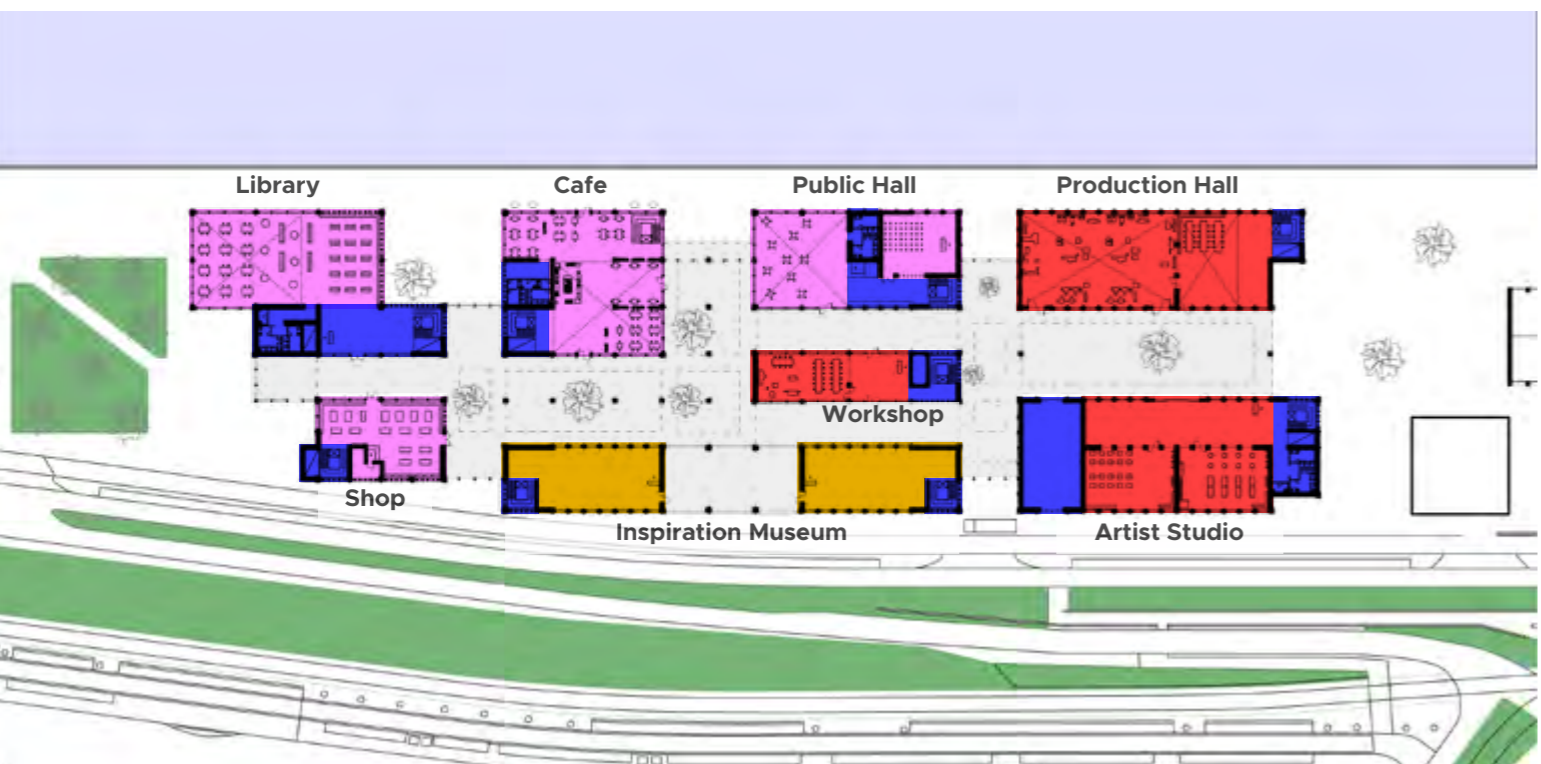 Library
Cafe
Public Hall
Production Hall
Workshop
Shop
Inspiration Museum
Artist Studio